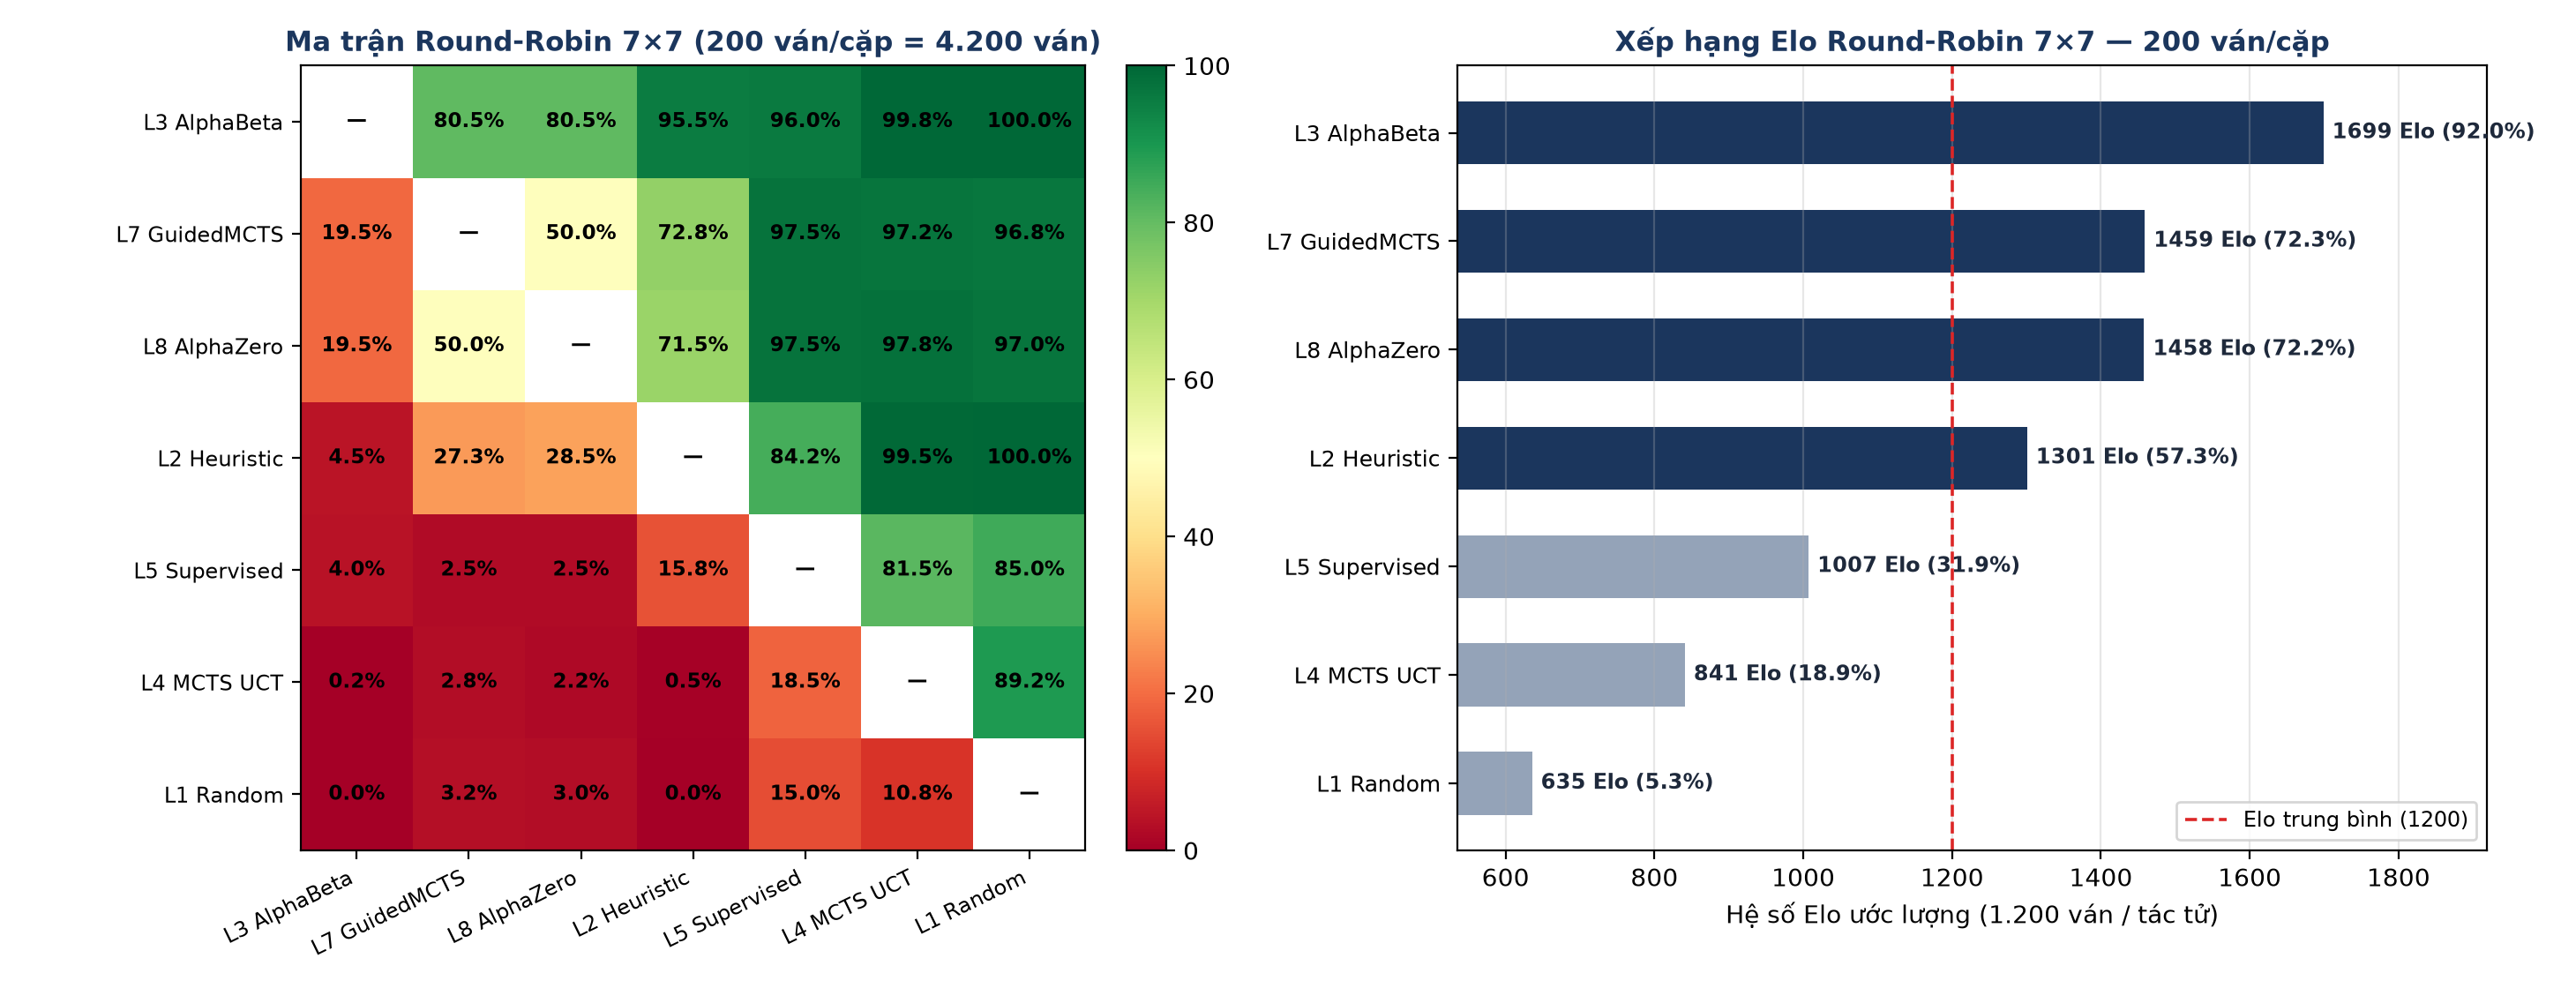 Ma trận Round-Robin 7×7 (200 ván/cặp = 4.200 ván)
L3 AlphaBeta — 80.5% 80.5% 95.5% 96.0% 99.8% 100.0%
L7 GuidedMCTS 19.5% — 50.0% 72.8% 97.5% 97.2% 96.8%
L8 AlphaZero 19.5% 50.0% — 71.5% 97.5% 97.8% 97.0%
L2 Heuristic 4.5% 27.3% 28.5% — 84.2% 99.5% 100.0%
L5 Supervised 4.0% 2.5% 2.5% 15.8% — 81.5% 85.0%
L4 MCTS UCT 0.2% 2.8% 2.2% 0.5% 18.5% — 89.2%
L1 Random 0.0% 3.2% 3.0% 0.0% 15.0% 10.8% —
L3 AlphaBeta L7 GuidedMCTS L8 AlphaZero L2 Heuristic L5 Supervised L4 MCTS UCT L1 Random
100
80
60
40
20
0
Xếp hạng Elo Round-Robin 7×7 — 200 ván/cặp
L3 AlphaBeta 1699 Elo (92.0%)
L7 GuidedMCTS 1459 Elo (72.3%)
L8 AlphaZero 1458 Elo (72.2%)
L2 Heuristic 1301 Elo (57.3%)
L5 Supervised 1007 Elo (31.9%)
L4 MCTS UCT 841 Elo (18.9%)
L1 Random 635 Elo (5.3%)
Elo trung bình (1200)
600 800 1000 1200 1400 1600 1800
Hệ số Elo ước lượng (1.200 ván / tác tử)